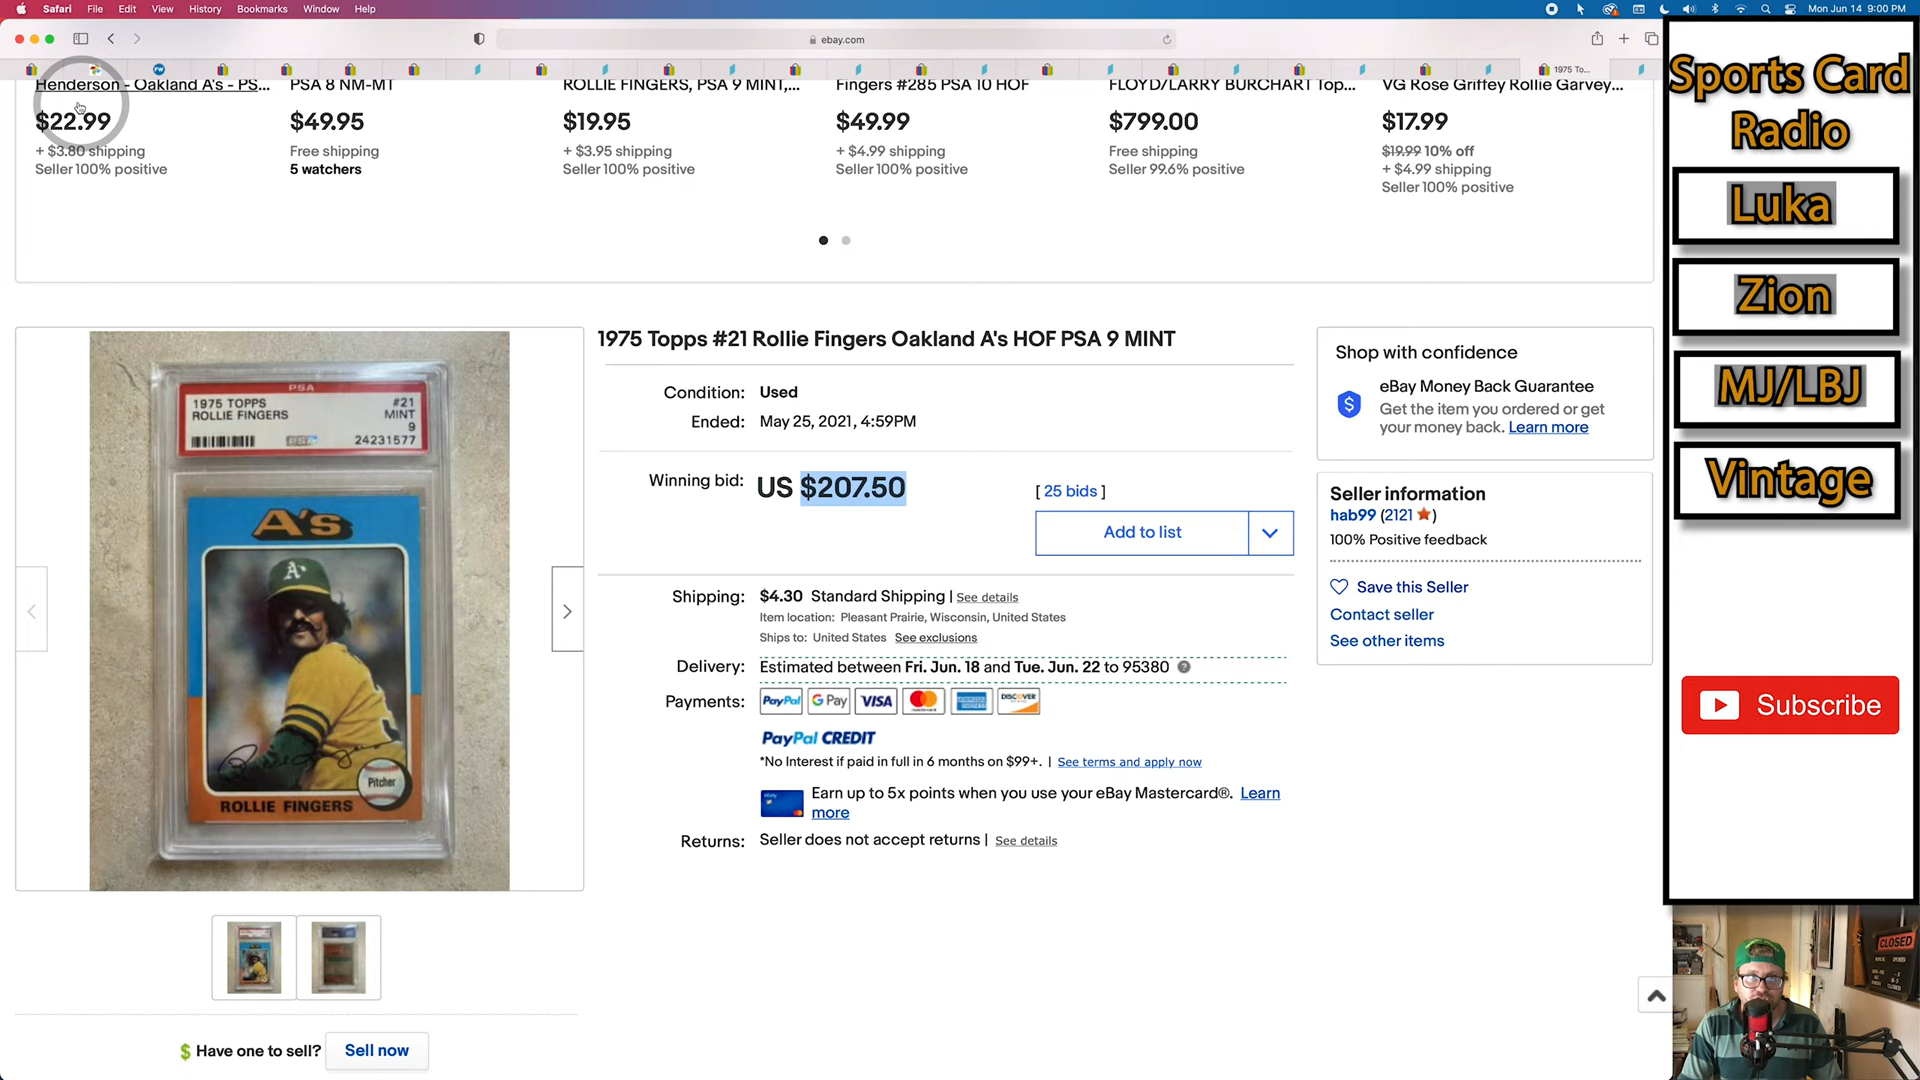 Safari File Edit View History Bookmarks Window Help
Mon Jun 14 9:00 PM
ebay.com
1975 To...
Henderson - Oakland A's - PS...
$22.99
+ $3.80 shipping
Seller 100% positive
PSA 8 NM-MT
$49.95
Free shipping
5 watchers
ROLLIE FINGERS, PSA 9 MINT,...
$19.95
+ $3.95 shipping
Seller 100% positive
Fingers #285 PSA 10 HOF
$49.99
+ $4.99 shipping
Seller 100% positive
FLOYD/LARRY BURCHART Top...
$799.00
Free shipping
Seller 99.6% positive
VG Rose Griffey Rollie Garvey...
$17.99
$19.99 10% off
+ $4.99 shipping
Seller 100% positive
PSA
1975 TOPPS #21
ROLLIE FINGERS MINT
9
PSA 24231577
A's
A's
Pitcher
ROLLIE FINGERS
$ Have one to sell? Sell now
1975 Topps #21 Rollie Fingers Oakland A's HOF PSA 9 MINT
Condition: Used
Ended: May 25, 2021, 4:59PM
Winning bid: US $207.50
[ 25 bids ]
Add to list
Shipping: $4.30 Standard Shipping | See details
Item location: Pleasant Prairie, Wisconsin, United States
Ships to: United States See exclusions
Delivery: Estimated between Fri. Jun. 18 and Tue. Jun. 22 to 95380 ?
Payments: PayPal G Pay VISA mastercard AMERICAN EXPRESS DISCOVER
PayPal CREDIT
*No Interest if paid in full in 6 months on $99+. | See terms and apply now
Earn up to 5x points when you use your eBay Mastercard®. Learn
more
Returns: Seller does not accept returns | See details
Shop with confidence
$
eBay Money Back Guarantee
Get the item you ordered or get
your money back. Learn more
Seller information
hab99 (2121 )
100% Positive feedback
Save this Seller
Contact seller
See other items
Sports Card
Radio
Luka
Zion
MJ/LBJ
Vintage
Subscribe
CLOSED